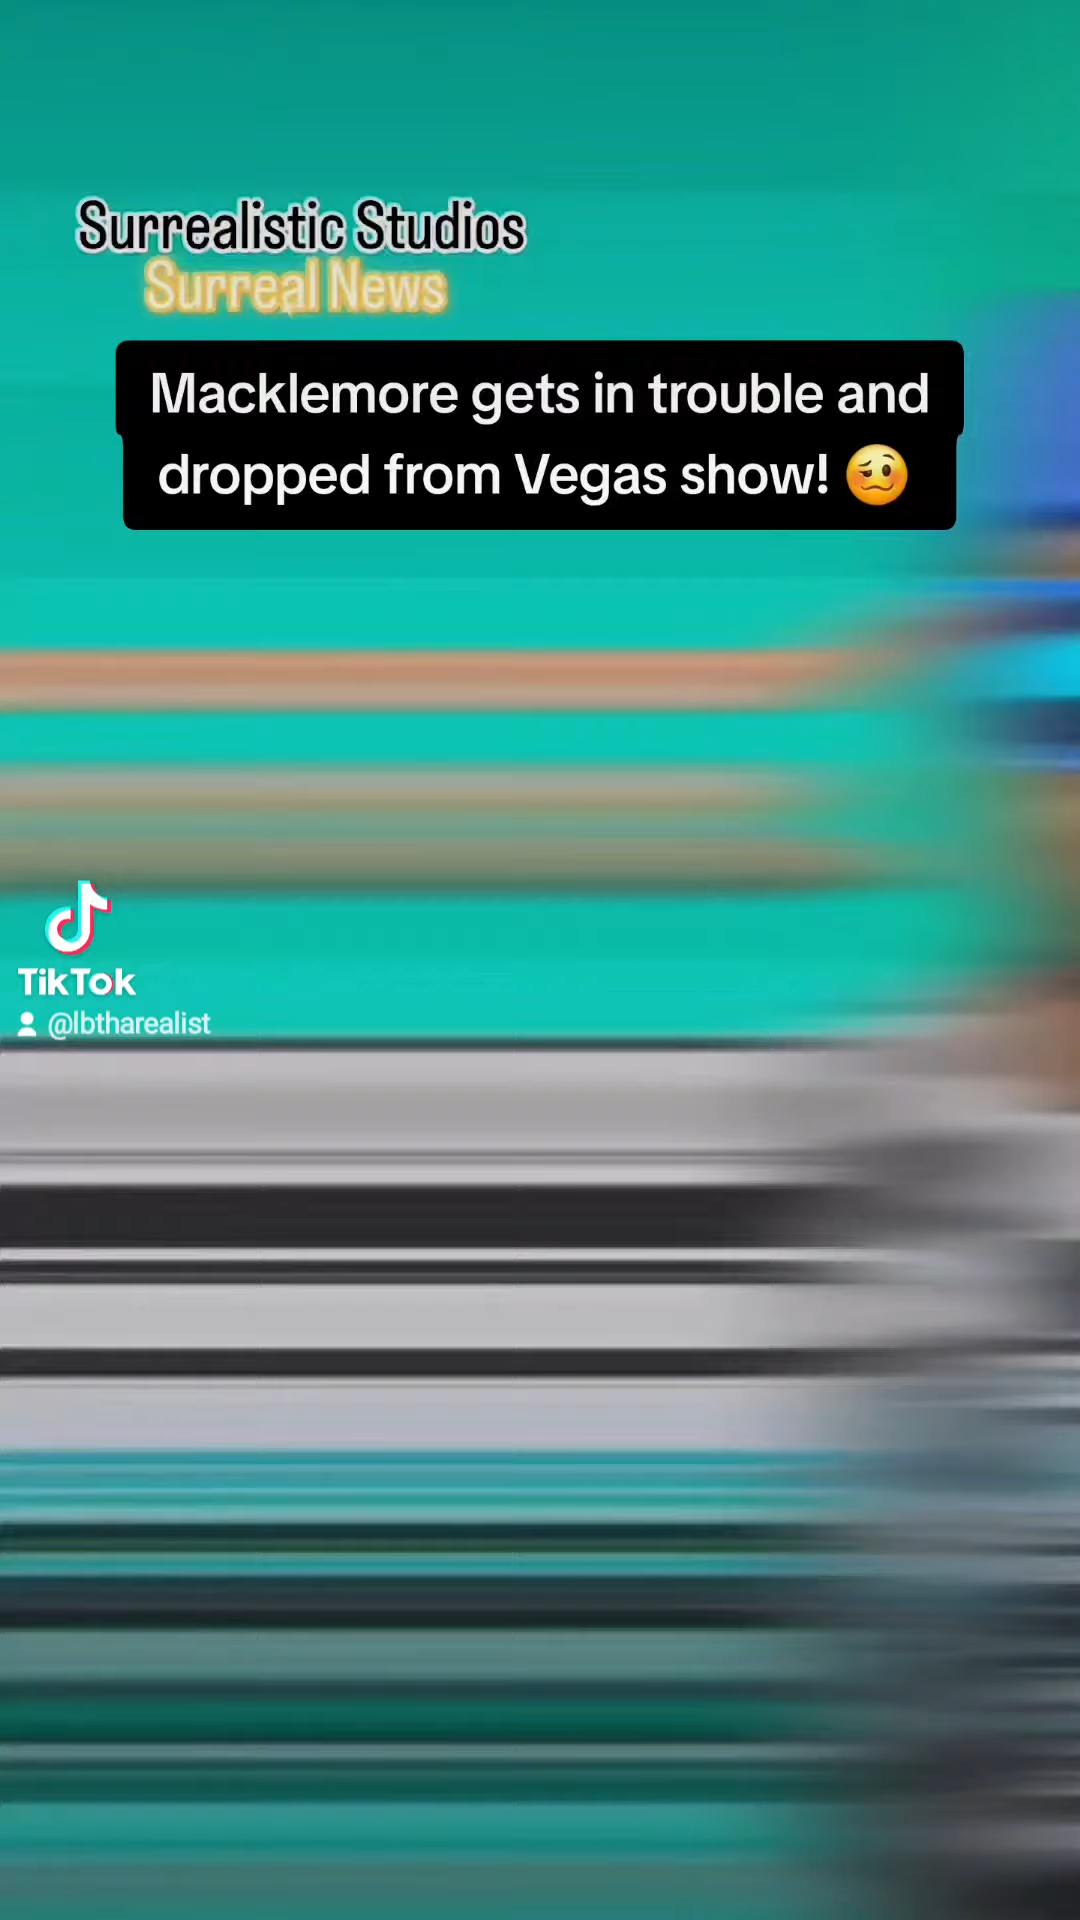 Surrealistic Studios
Surreal News
Macklemore gets in trouble and
dropped from Vegas show! 🥴
TikTok
@lbtharealist